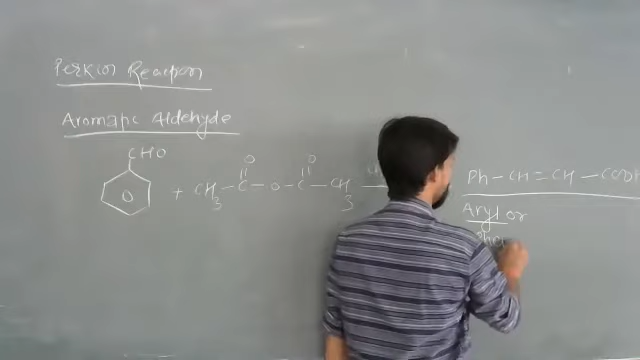 Perkin Reaction
Aromatic Aldehyde
CHO
O + CH3 - C(=O) - O - C(=O) - CH3
Ph - CH = CH - COOH
Aryl or